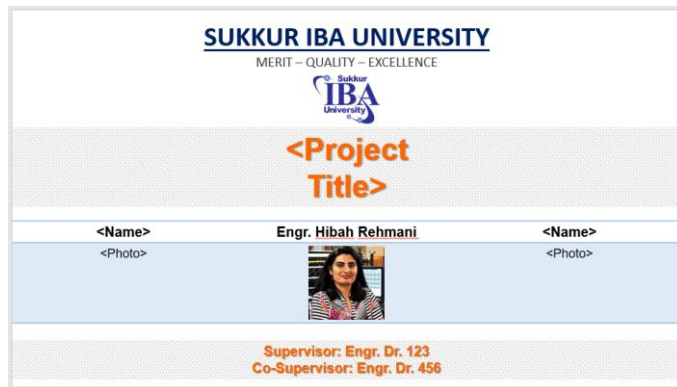 SUKKUR IBA UNIVERSITY
MERIT – QUALITY – EXCELLENCE
Sukkur
IBA
University
<Project
Title>
<Name> Engr. Hibah Rehmani <Name>
<Photo> <Photo>
Supervisor: Engr. Dr. 123
Co-Supervisor: Engr. Dr. 456